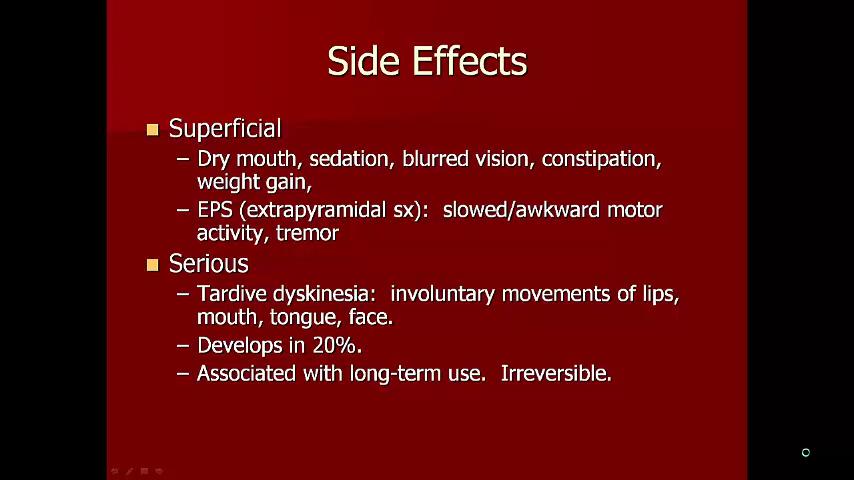 Side Effects
Superficial
– Dry mouth, sedation, blurred vision, constipation,
weight gain,
– EPS (extrapyramidal sx):  slowed/awkward motor
activity, tremor
Serious
– Tardive dyskinesia:  involuntary movements of lips,
mouth, tongue, face.
– Develops in 20%.
– Associated with long-term use.  Irreversible.